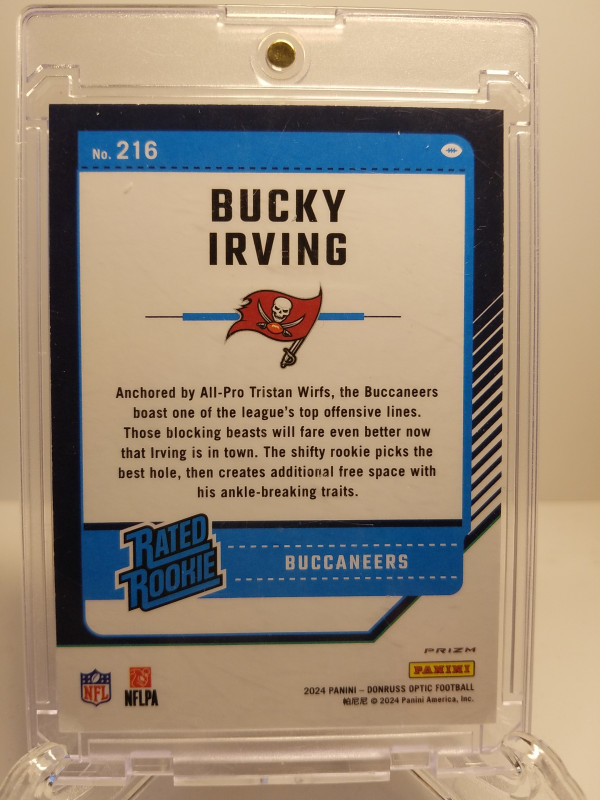 No. 216
BUCKY
IRVING
Anchored by All-Pro Tristan Wirfs, the Buccaneers
boast one of the league's top offensive lines.
Those blocking beasts will fare even better now
that Irving is in town. The shifty rookie picks the
best hole, then creates additional free space with
his ankle-breaking traits.
RATED
ROOKIE
BUCCANEERS
PRIZM
PANINI
NFL
NFLPA
2024 PANINI – DONRUSS OPTIC FOOTBALL
帕尼尼 © 2024 Panini America, Inc.